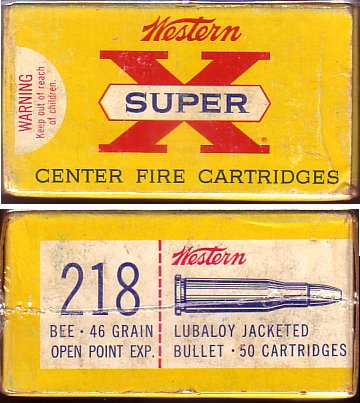 Western
X
SUPER
WARNING
Keep out of reach
of children.
CENTER FIRE CARTRIDGES
218
BEE · 46 GRAIN
OPEN POINT EXP.
Western
LUBALOY JACKETED
BULLET · 50 CARTRIDGES